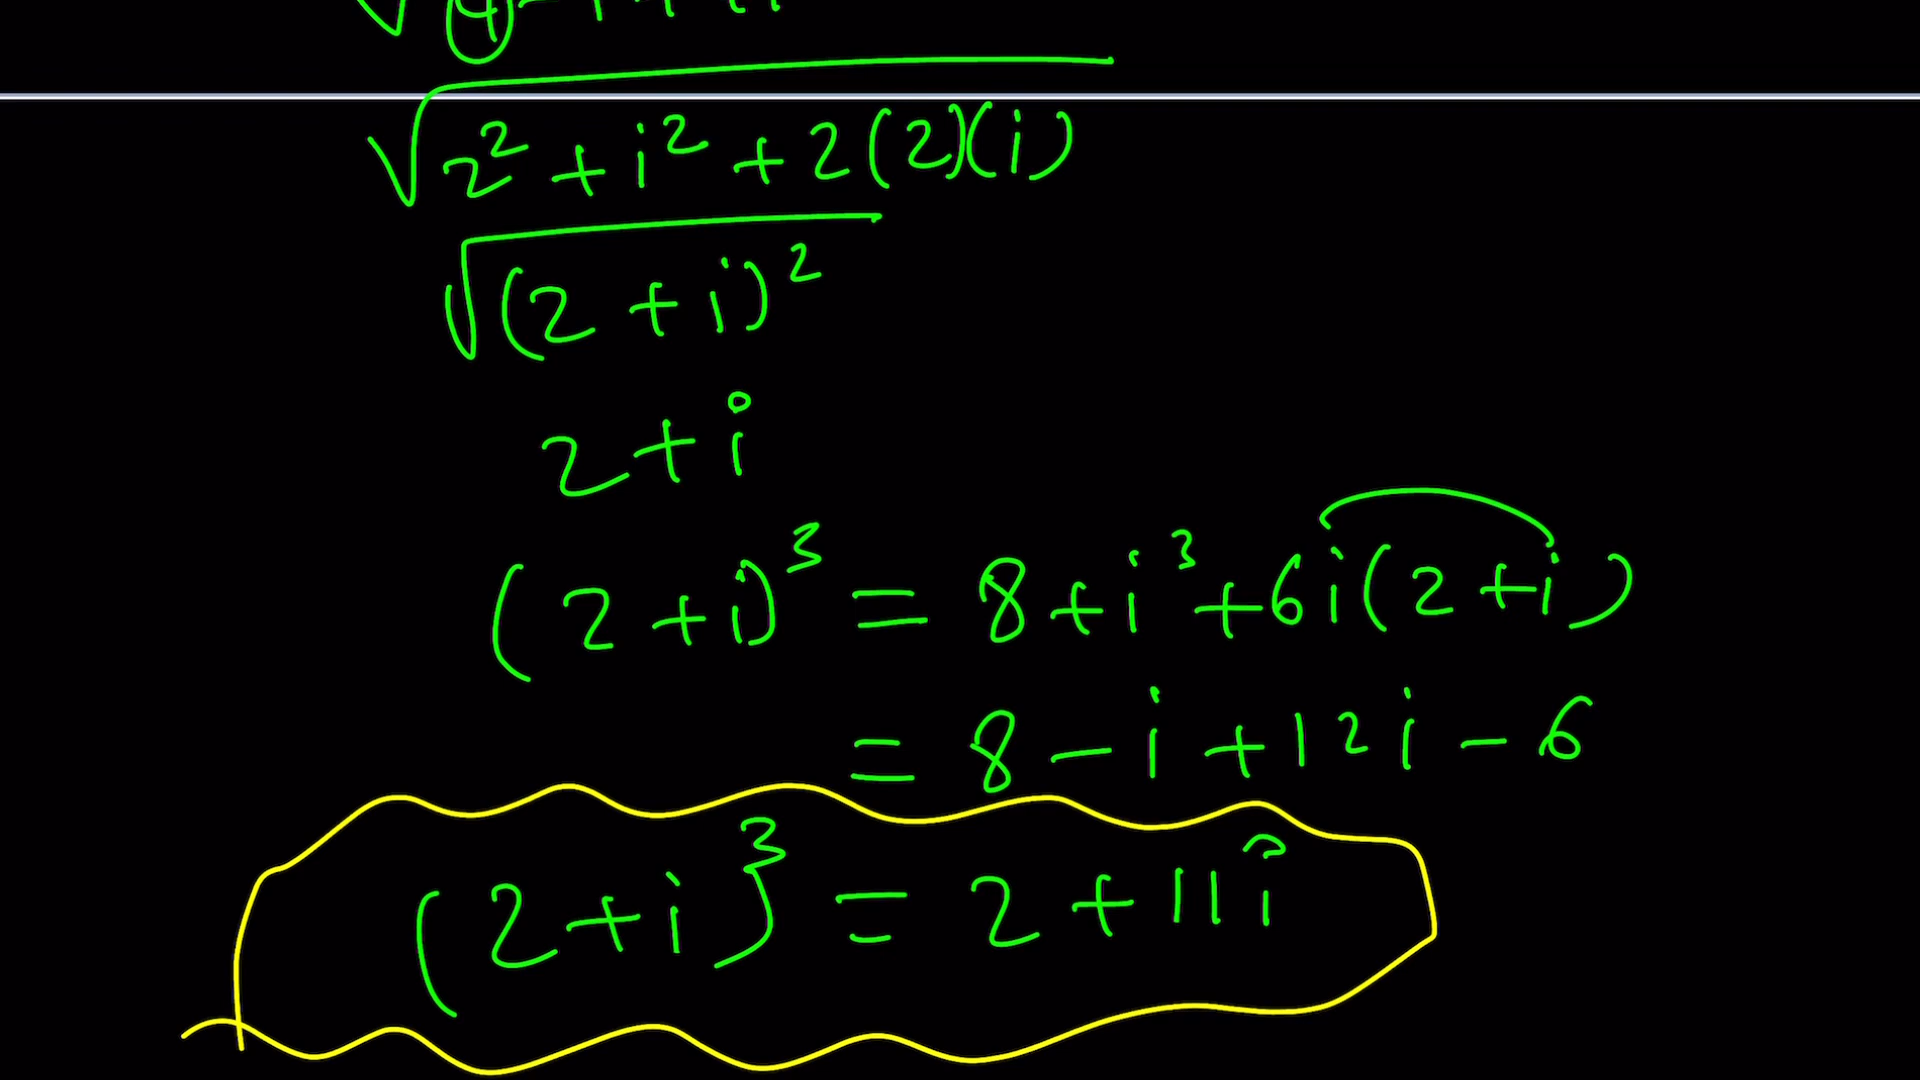 √(2² + i² + 2(2)(i))
√((2 + i)²)
2 + i
(2 + i)³ = 8 + i³ + 6i(2 + i)
= 8 - i + 12i - 6
(2 + i)³ = 2 + 11i